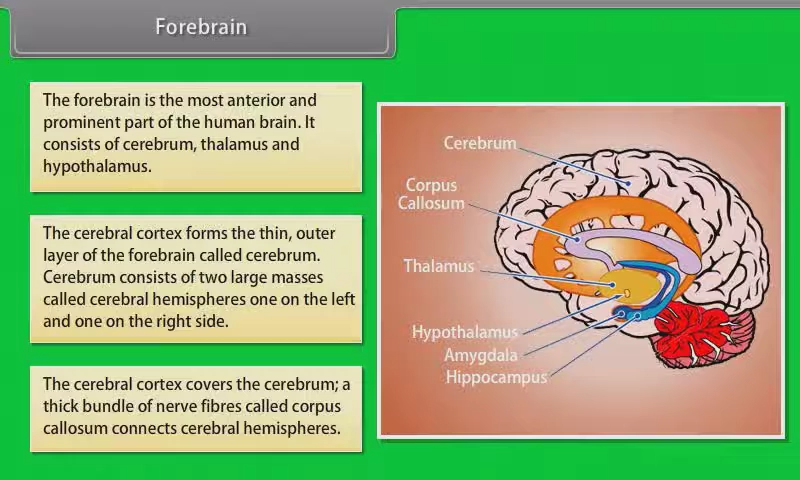 Forebrain
The forebrain is the most anterior and
prominent part of the human brain. It
consists of cerebrum, thalamus and
hypothalamus.
The cerebral cortex forms the thin, outer
layer of the forebrain called cerebrum.
Cerebrum consists of two large masses
called cerebral hemispheres one on the left
and one on the right side.
The cerebral cortex covers the cerebrum; a
thick bundle of nerve fibres called corpus
callosum connects cerebral hemispheres.
Cerebrum
Corpus
Callosum
Thalamus
Hypothalamus
Amygdala
Hippocampus